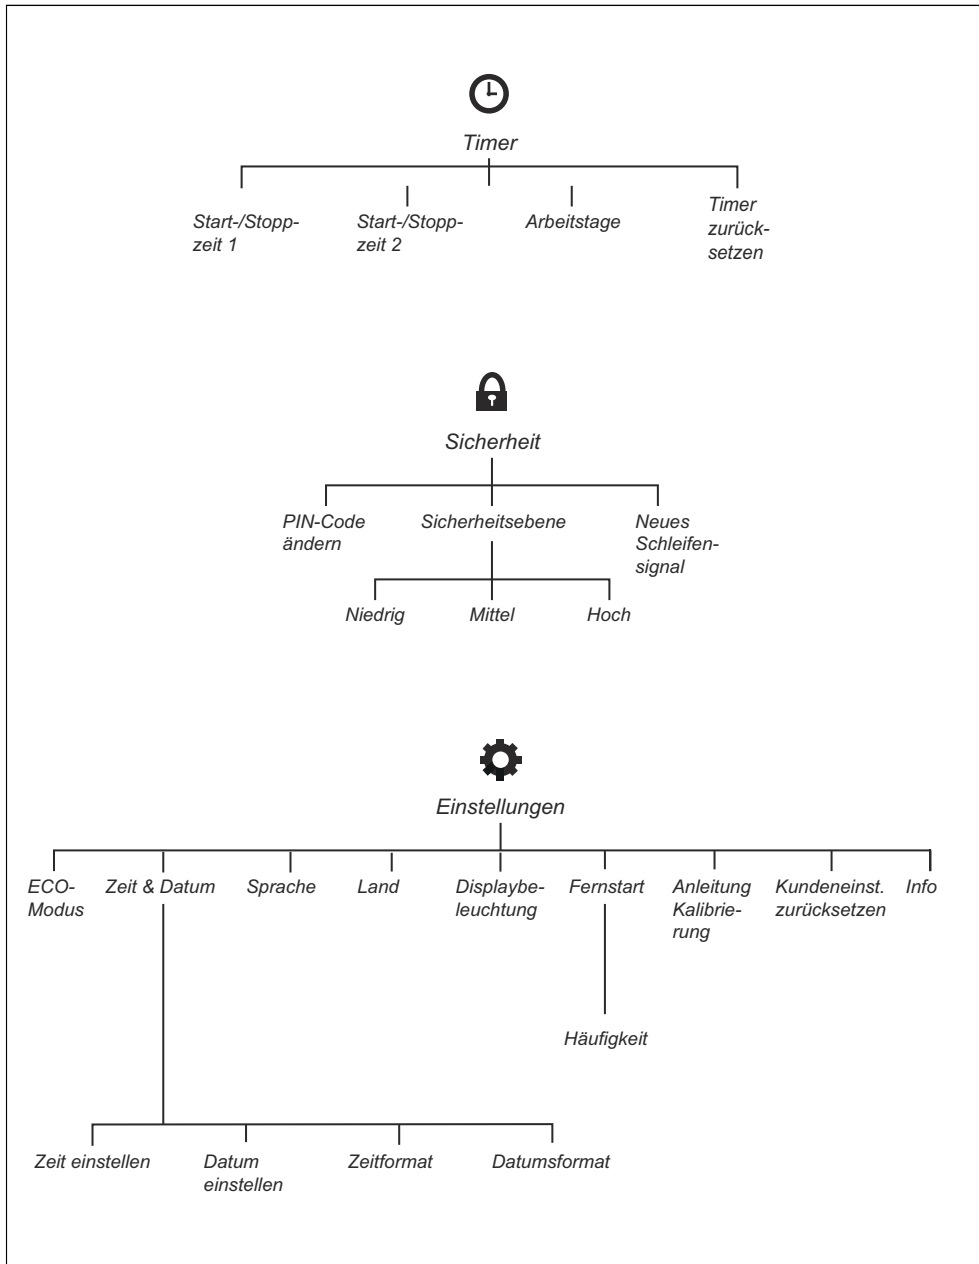 Timer
Start-/Stopp-
zeit 1
Start-/Stopp-
zeit 2
Arbeitstage
Timer
zurück-
setzen
Sicherheit
PIN-Code
ändern
Sicherheitsebene
Neues
Schleifen-
signal
Niedrig
Mittel
Hoch
Einstellungen
ECO-
Modus
Zeit & Datum
Sprache
Land
Displaybe-
leuchtung
Fernstart
Anleitung
Kalibrie-
rung
Kundeneinst.
zurücksetzen
Info
Häufigkeit
Zeit einstellen
Datum
einstellen
Zeitformat
Datumsformat